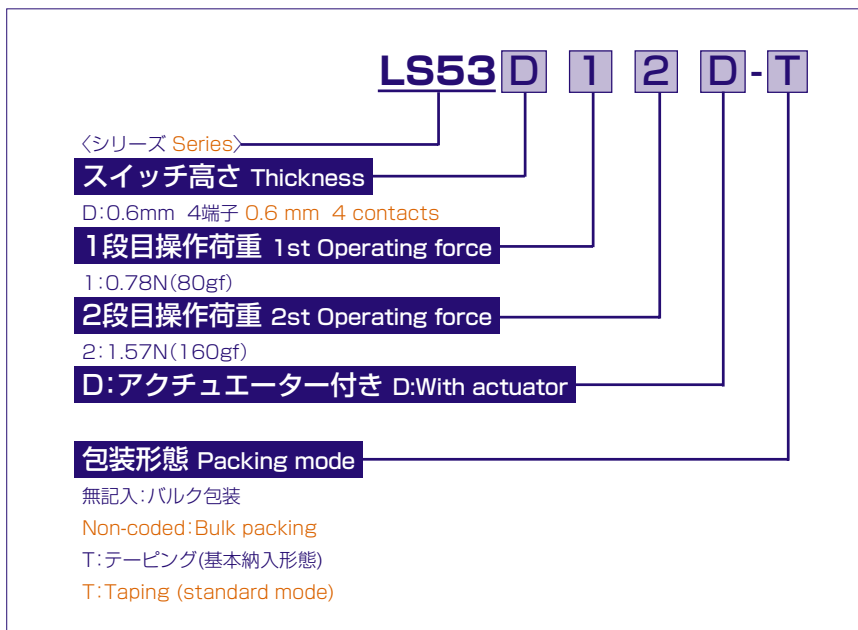 LS53 D 1 2 D - T
〈シリーズ Series〉
スイッチ高さ Thickness
D:0.6mm 4端子 0.6 mm 4 contacts
1段目操作荷重 1st Operating force
1:0.78N(80gf)
2段目操作荷重 2st Operating force
2:1.57N(160gf)
D:アクチュエーター付き D:With actuator
包装形態 Packing mode
無記入:バルク包装
Non-coded:Bulk packing
T:テーピング(基本納入形態)
T:Taping (standard mode)